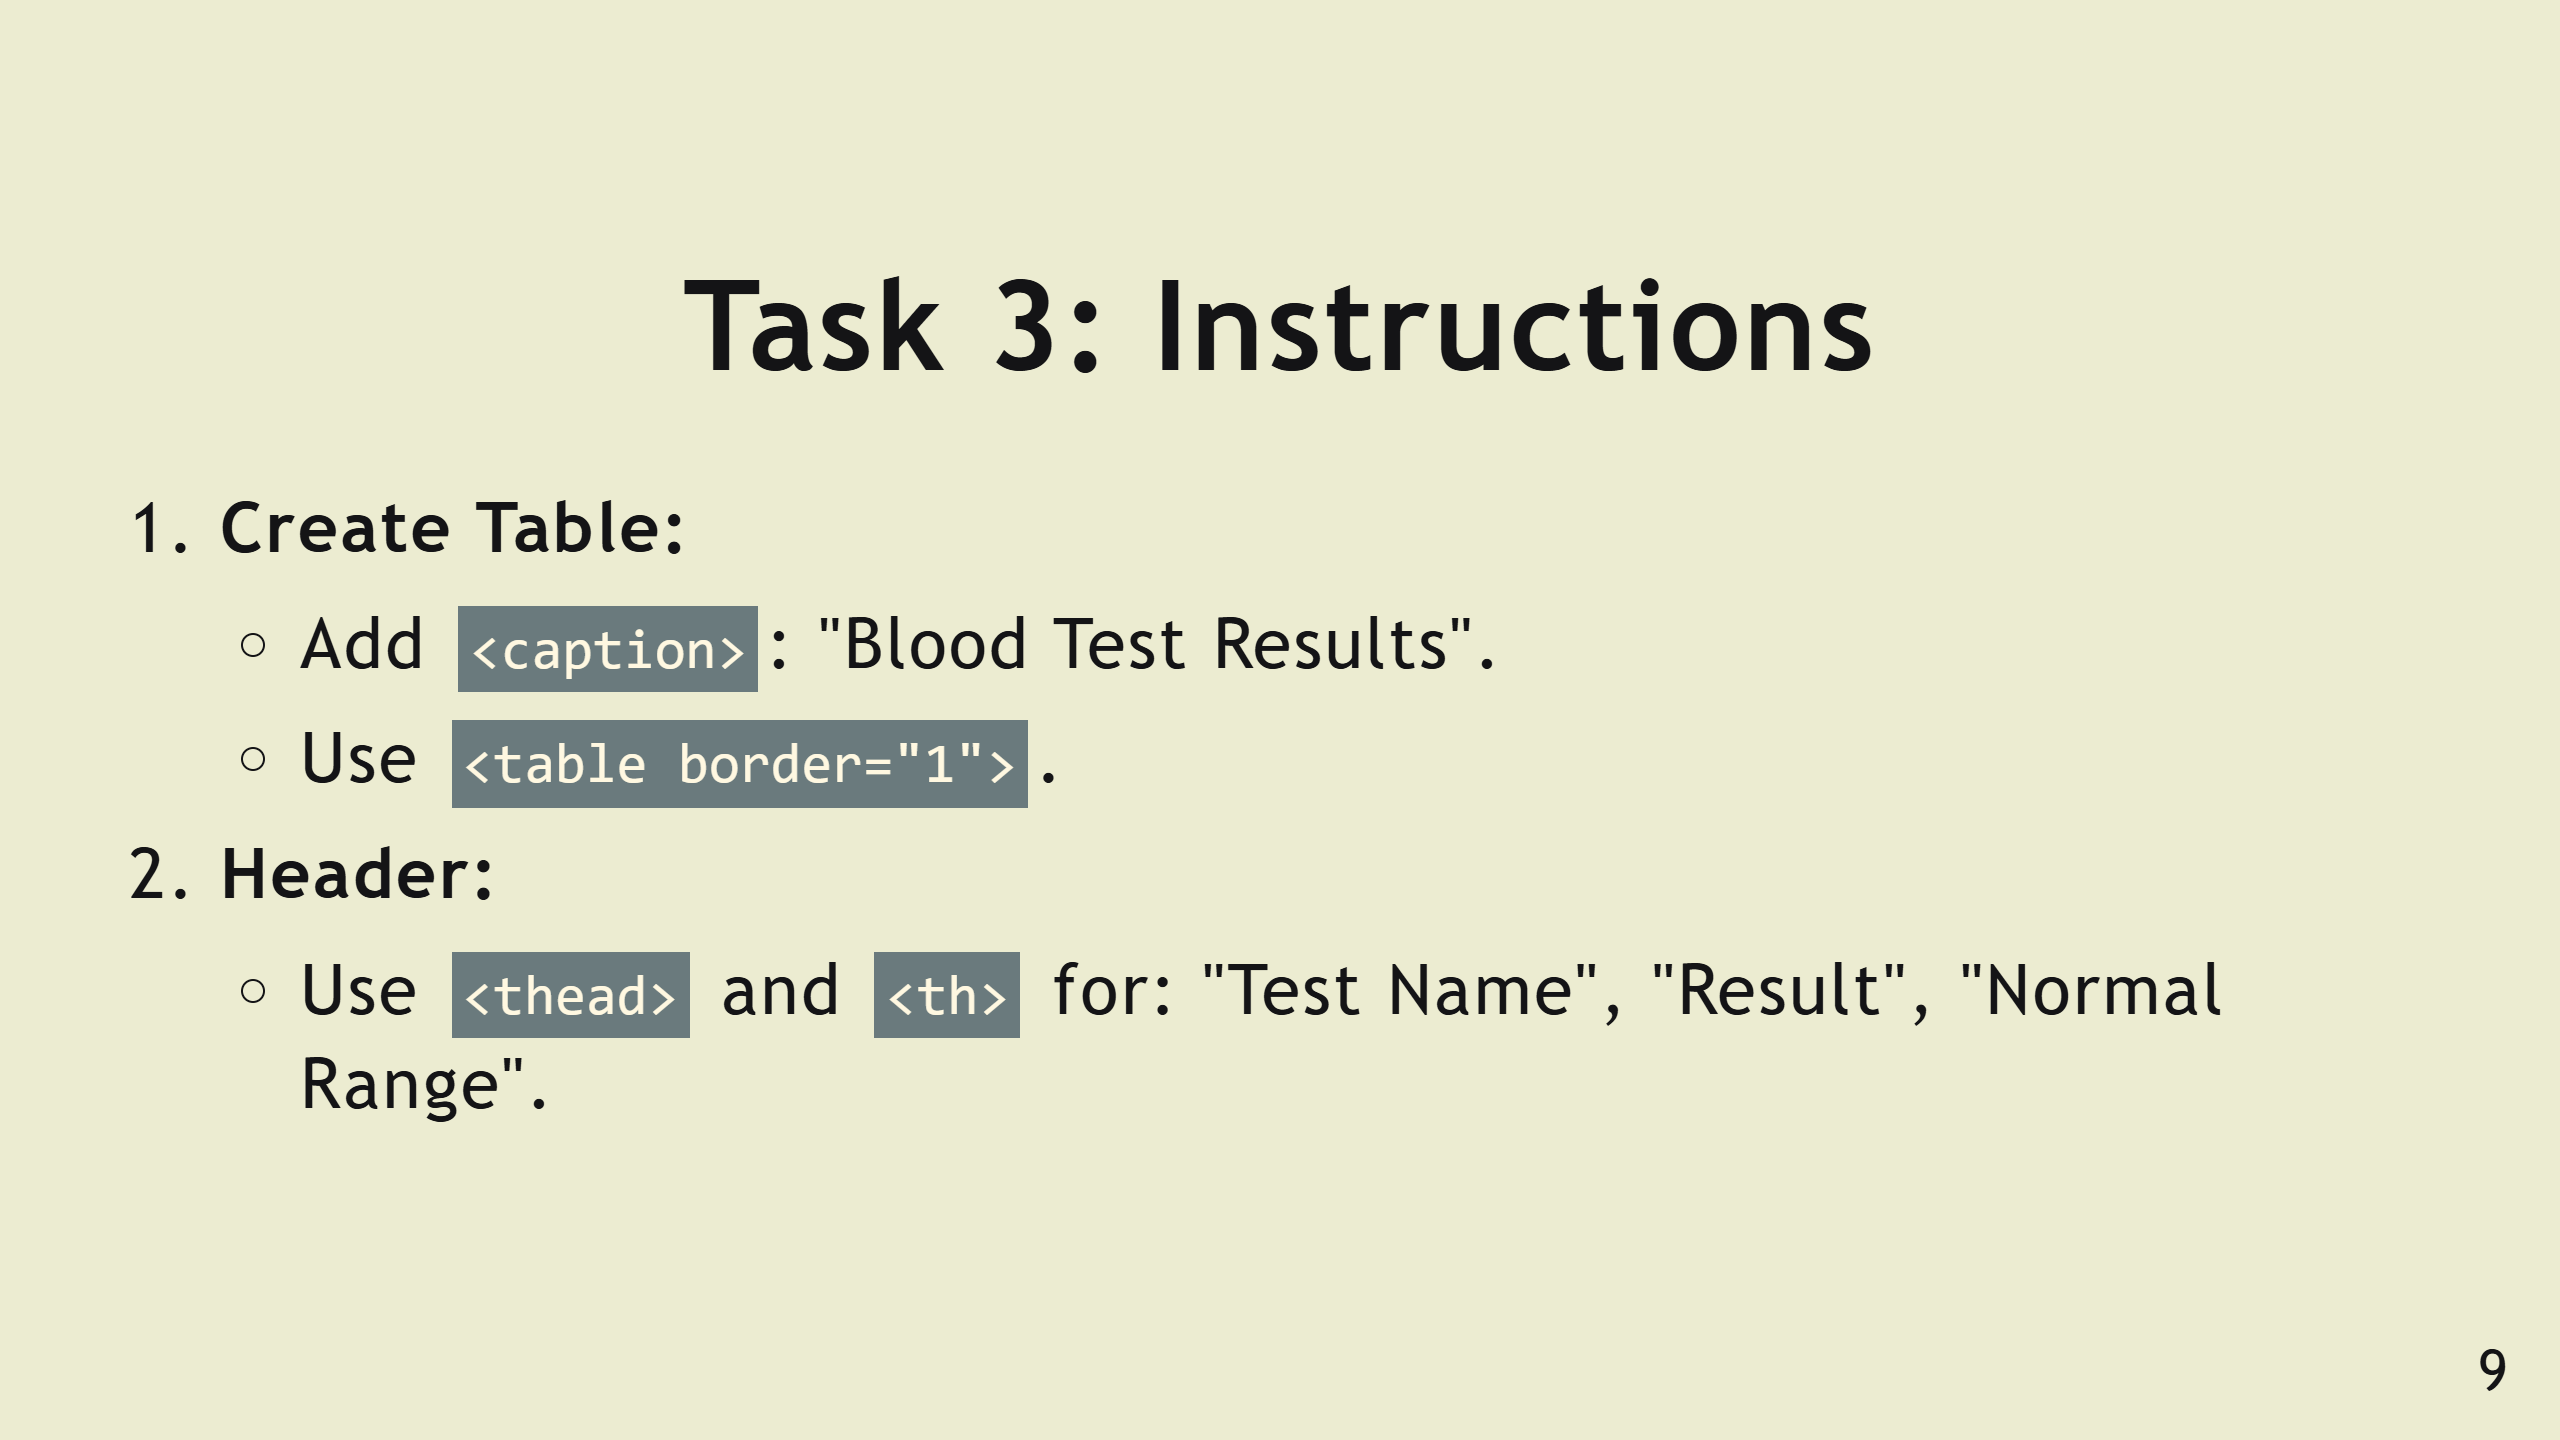 Task 3: Instructions
1. Create Table:
○ Add <caption>: "Blood Test Results".
○ Use <table border="1">.
2. Header:
○ Use <thead> and <th> for: "Test Name", "Result", "Normal
Range".
9